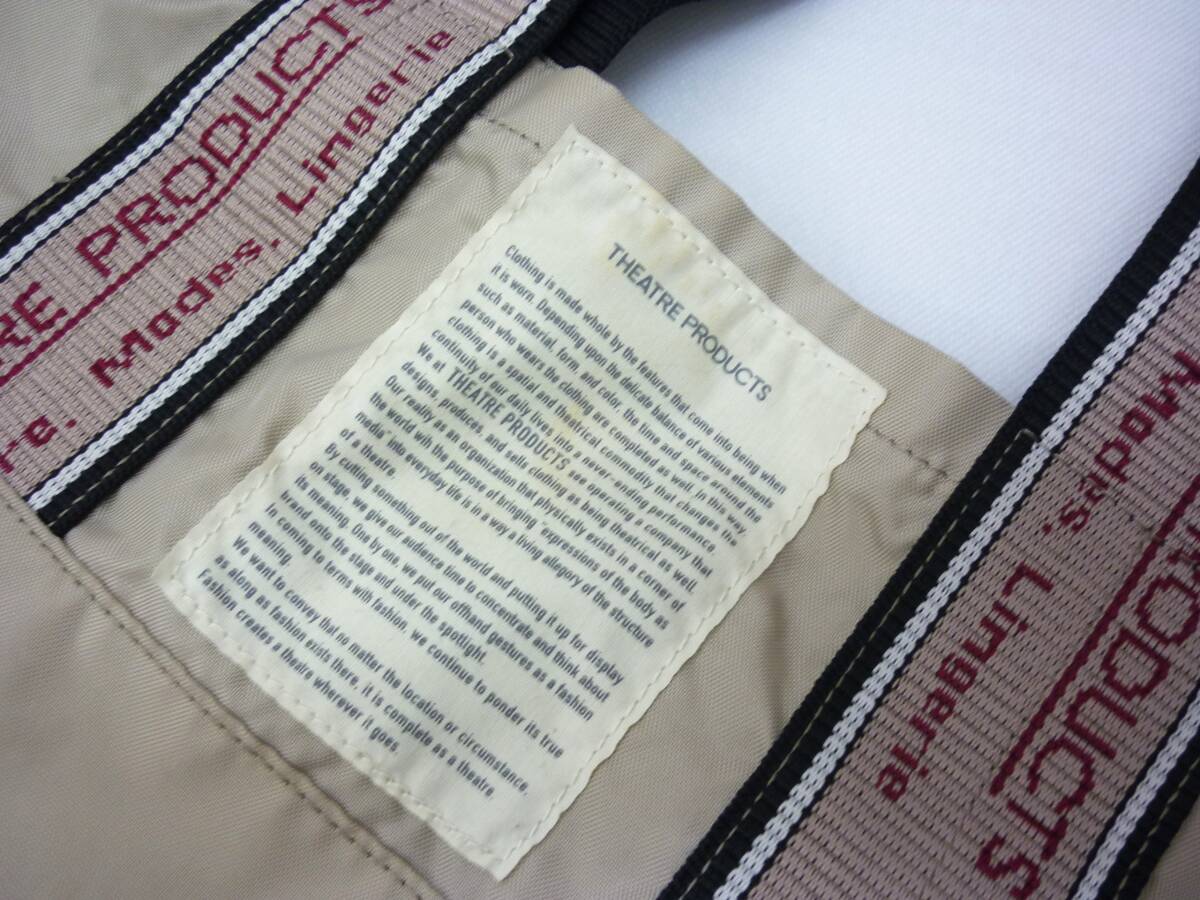 RE PRODUCTS
re. Modes. Lingerie
THEATRE PRODUCTS
Clothing is made whole by the features that come into being when
it is worn. Depending upon the delicate balance of various elements
such as material, form, and color, the time and space around the
person who wears the clothing are completed as well. In this way,
clothing is a spatial and theatrical commodity that changes the
continuity of our daily lives into a never-ending performance.
We at THEATRE PRODUCTS see operating a company that
designs, produces, and sells clothing as being theatrical as well.
Our reality as an organization that physically exists in a corner of
the world wih the purpose of bringing "expressions of the body as
media" into everyday life is in a way a living allegory of the structure
of a theatre.
By cutting something out of the world and putting it up for display
on stage, we give our audience time to concentrate and think about
its meaning. One by one, we put our offhand gestures as a fashion
trend onto the stage and under the spotlight.
In coming to terms with fashion, we continue to ponder its true
meaning.
We want to convey that no matter the location or circumstance,
as along as fashion exists there, it is complete as a theatre.
Fashion creates a theatre wherever it goes.
Modes. Lingerie
RODUCTS